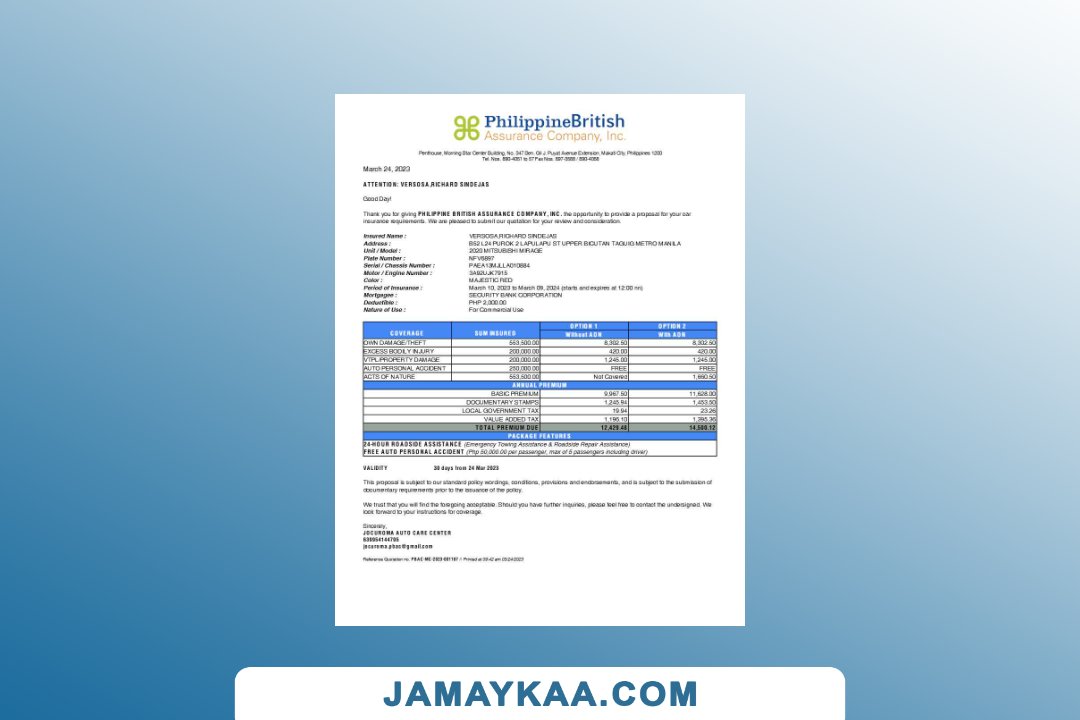 PhilippineBritish
Assurance Company, Inc.
Penthouse, Morning Star Center Building, No. 347 Sen. Gil J. Puyat Avenue Extension, Makati City, Philippines 1200
Tel. Nos. 890-4051 to 57 Fax Nos.
March 24, 2023
ATTENTION: VERSOSA,RICHARD SINDEJAS
Good Day!
Thank you for giving PHILIPPINE BRITISH ASSURANCE COMPANY, INC. the opportunity to provide a proposal for your car
insurance requirements. We are pleased to submit our quotation for your review and consideration.
Insured Name : VERSOSA,RICHARD SINDEJAS
Address : B52 L24 PUROK 2 LAPULAPU ST UPPER BICUTAN TAGUIG METRO MANILA
Unit / Model : 2020 MITSUBISHI MIRAGE
Plate Number : NFV6897
Serial / Chassis Number : PAEA13MJLLA010884
Motor / Engine Number : 3A92UJK7915
Color : MAJESTIC RED
Period of Insurance : March 10, 2023 to March 09, 2024 (starts and expires at 12:00 nn)
Mortgagee : SECURITY BANK CORPORATION
Deductible : PHP 2,000.00
Nature of Use : For Commercial Use
COVERAGE SUM INSURED OPTION 1 OPTION 2
Without AON With AON
OWN DAMAGE/THEFT 553,500.00 8,302.50 8,302.50
EXCESS BODILY INJURY 200,000.00 420.00 420.00
VTPL/PROPERTY DAMAGE 200,000.00 1,245.00 1,245.00
AUTO PERSONAL ACCIDENT 250,000.00 FREE FREE
ACTS OF NATURE 553,500.00 Not Covered 1,660.50
ANNUAL PREMIUM
BASIC PREMIUM 9,967.50 11,628.00
DOCUMENTARY STAMPS 1,245.94 1,453.50
LOCAL GOVERNMENT TAX 19.94 23.26
VALUE ADDED TAX 1,196.10 1,395.36
TOTAL PREMIUM DUE 12,429.48 14,500.12
PACKAGE FEATURES
24-HOUR ROADSIDE ASSISTANCE (Emergency Towing Assistance & Roadside Repair Assistance)
FREE AUTO PERSONAL ACCIDENT (Php 50,000.00 per passenger, max of 5 passengers including driver)
VALIDITY 30 days from 24 Mar 2023
This proposal is subject to our standard policy wordings, conditions, provisions and endorsements, and is subject to the submission of
documentary requirements prior to the issuance of the policy.
We trust that you will find the foregoing acceptable. Should you have further inquiries, please feel free to contact the undersigned. We
look forward to your instructions for coverage.
Sincerely,
JOCUROMA AUTO CARE CENTER
639954144795
jocuroma.pbac@gmail.com
Reference Quotation no: // Printed at 09:42 am 03/24/2023
JAMAYKAA.COM